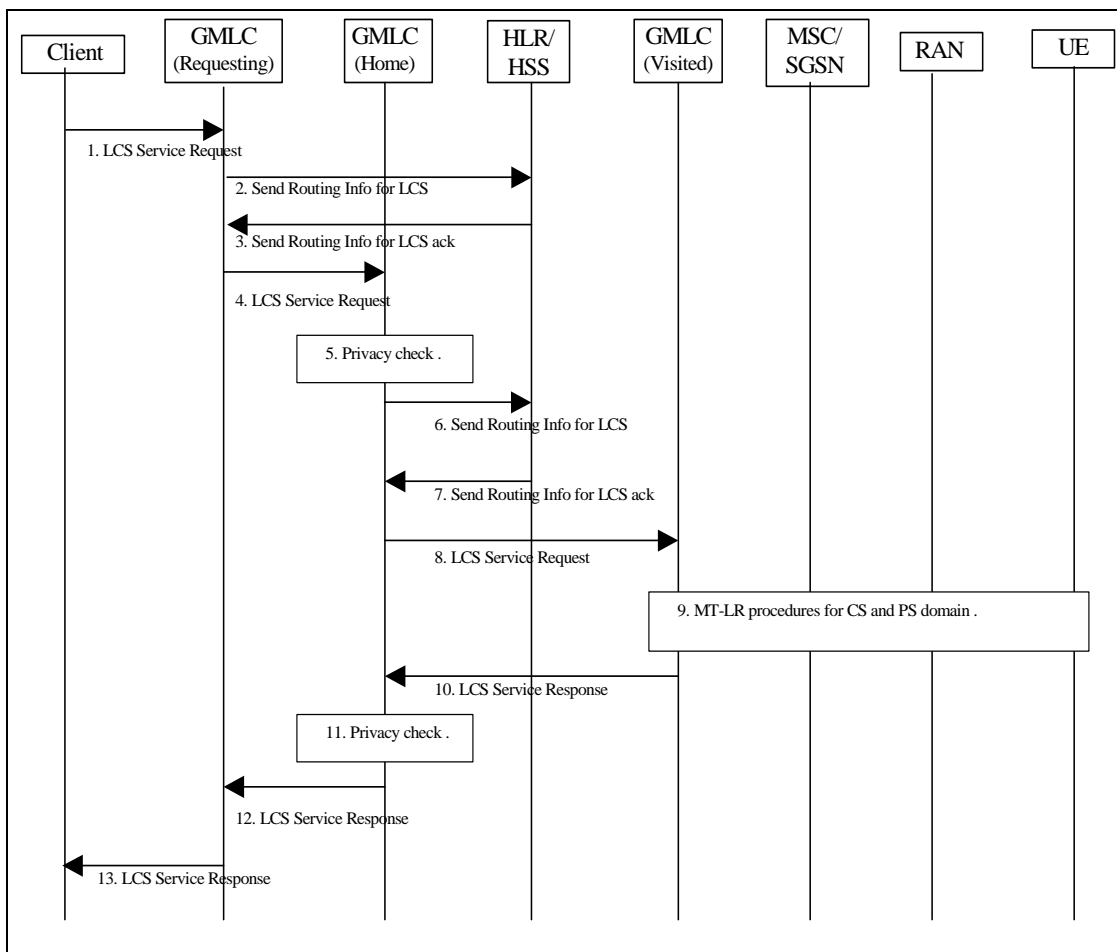 Client
GMLC
(Requesting)
GMLC
(Home)
HLR/
HSS
GMLC
(Visited)
MSC/
SGSN
RAN
UE
1. LCS Service Request
2. Send Routing Info for LCS
3. Send Routing Info for LCS ack
4. LCS Service Request
5. Privacy check .
6. Send Routing Info for LCS
7. Send Routing Info for LCS ack
8. LCS Service Request
9. MT-LR procedures for CS and PS domain .
10. LCS Service Response
11. Privacy check .
12. LCS Service Response
13. LCS Service Response